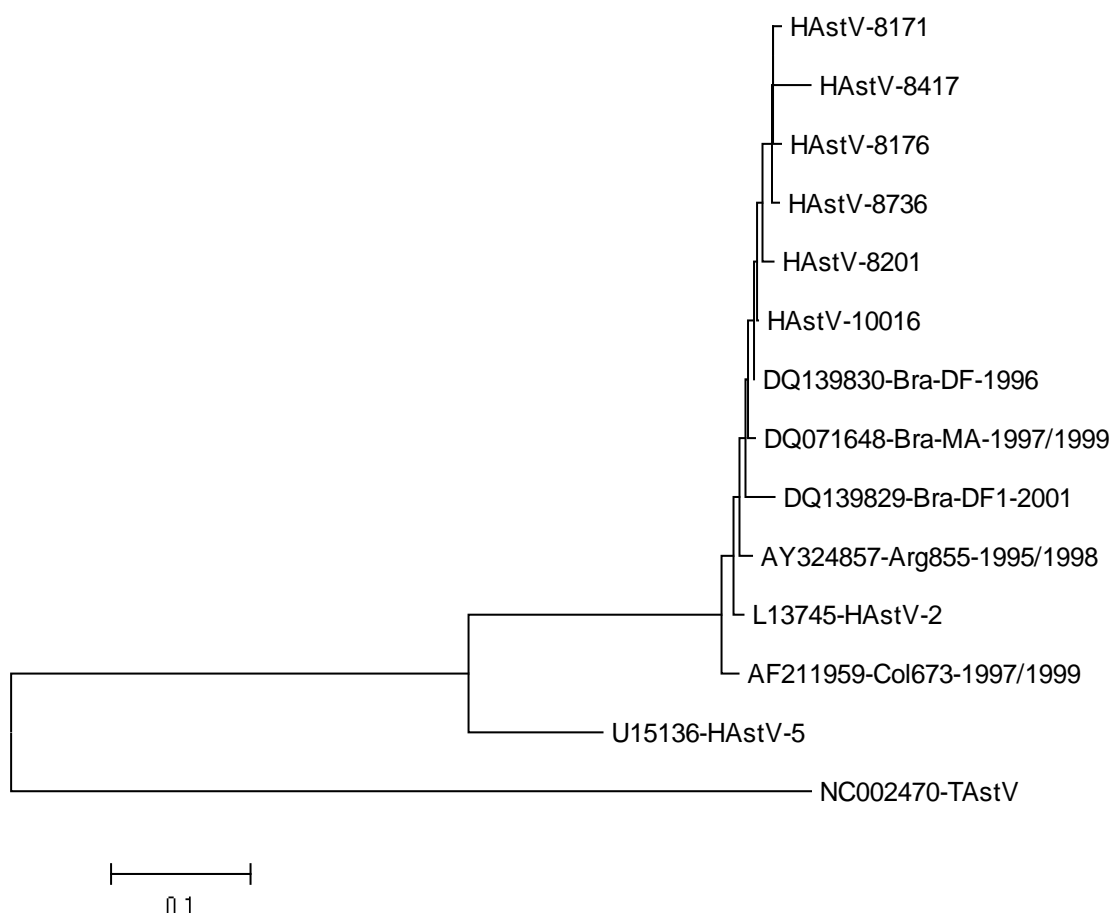 HAstV-8171
HAstV-8417
HAstV-8176
HAstV-8736
HAstV-8201
HAstV-10016
DQ139830-Bra-DF-1996
DQ071648-Bra-MA-1997/1999
DQ139829-Bra-DF1-2001
AY324857-Arg855-1995/1998
L13745-HAstV-2
AF211959-Col673-1997/1999
U15136-HAstV-5
NC002470-TAstV
0.1